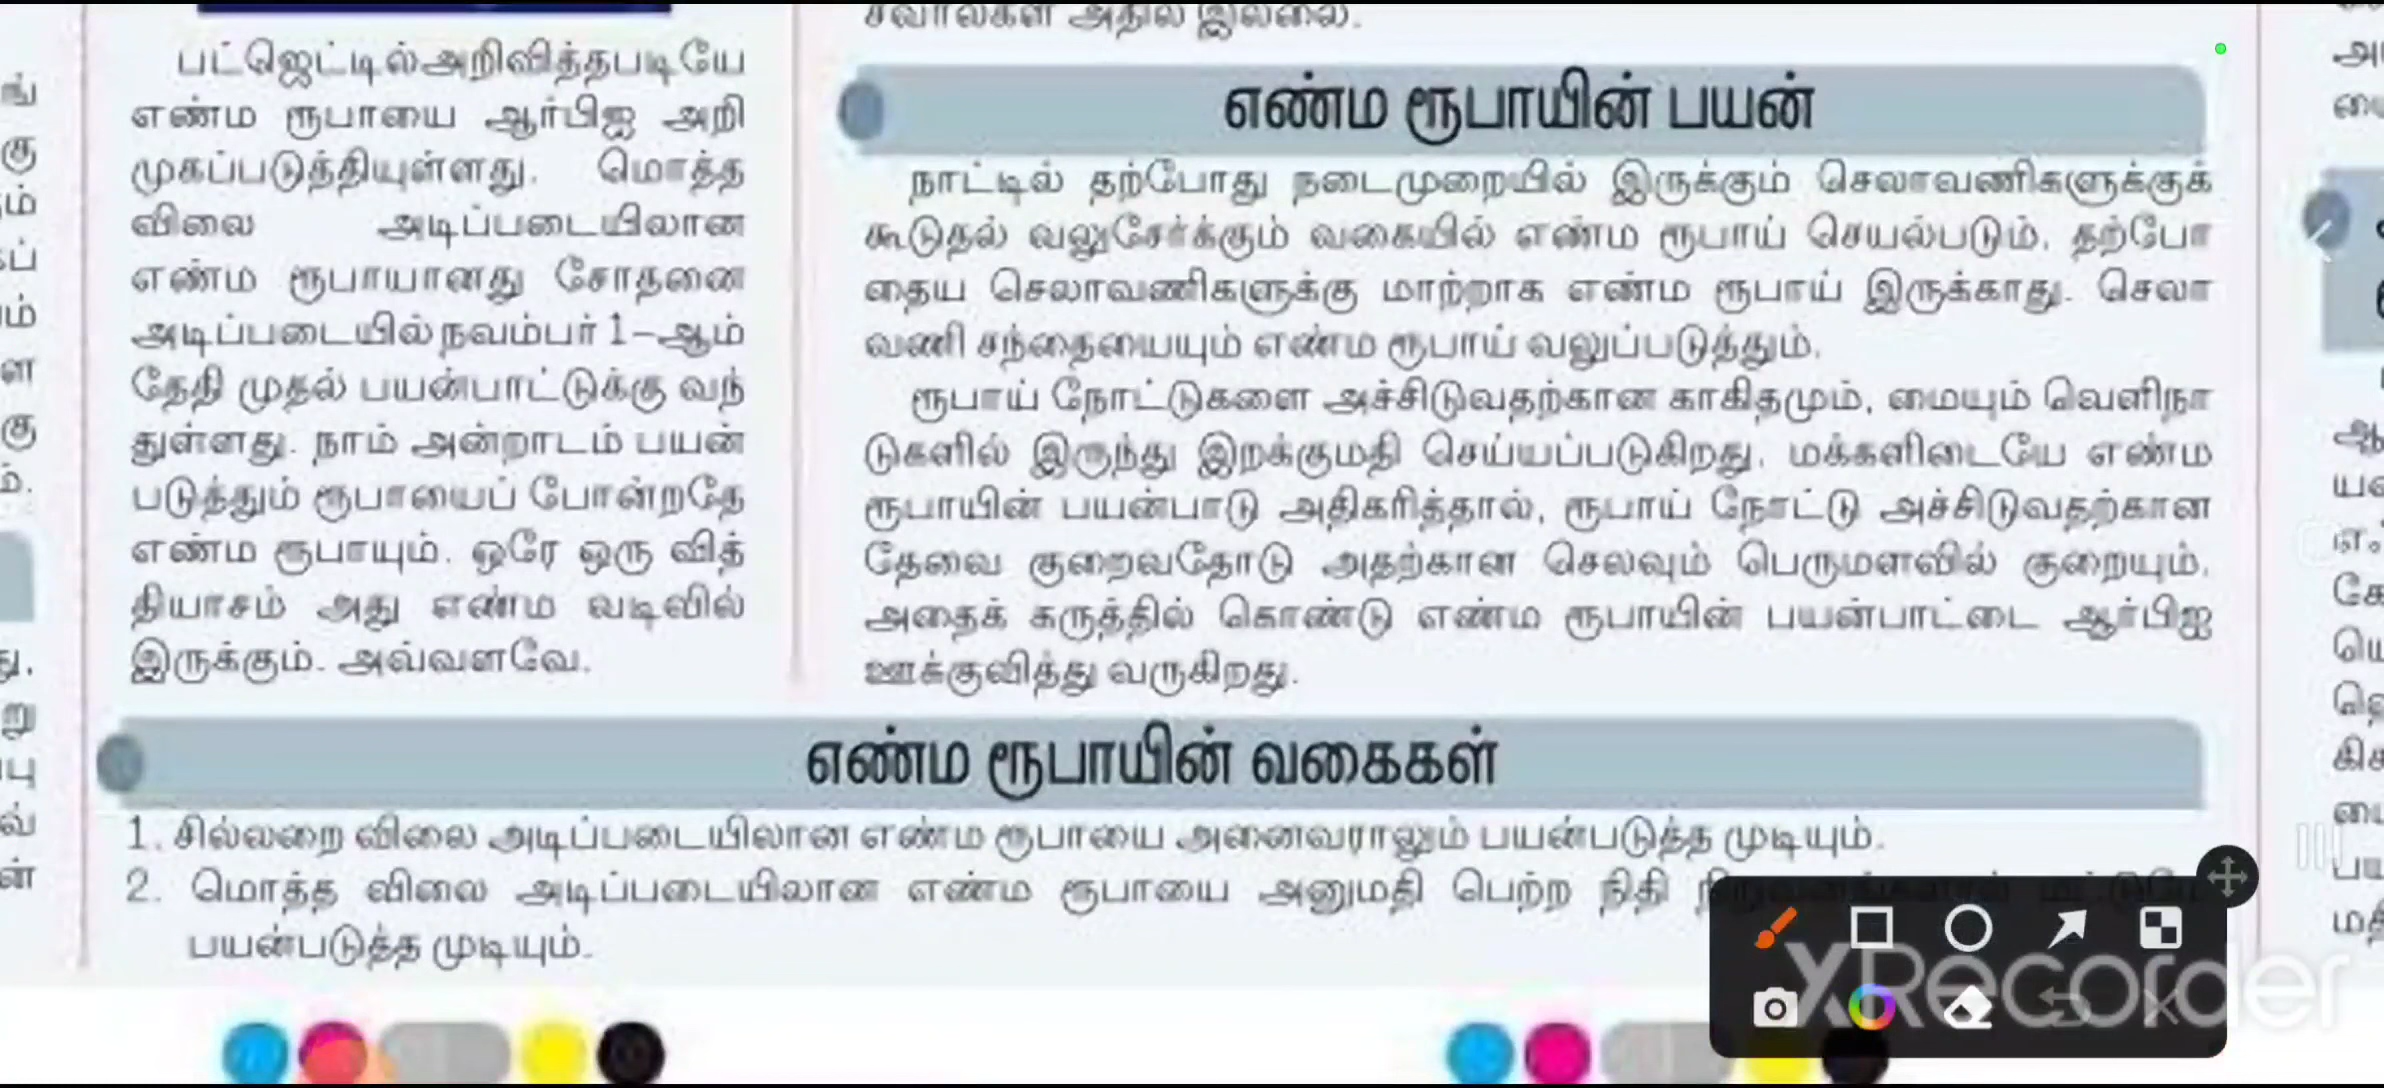 பட்ஜெட்டில் அறிவித்தபடியே
எண்ம ரூபாயை ஆர்பிஐ அறி
முகப்படுத்தியுள்ளது. மொத்த
விலை அடிப்படையிலான
எண்ம ரூபாயானது சோதனை
அடிப்படையில் நவம்பர் 1-ஆம்
தேதி முதல் பயன்பாட்டுக்கு வந்
துள்ளது. நாம் அன்றாடம் பயன்
படுத்தும் ரூபாயைப் போன்றதே
எண்ம ரூபாயும். ஒரே ஒரு வித்
தியாசம் அது எண்ம வடிவில்
இருக்கும். அவ்வளவே.
சவால்கள் அதில் இல்லை.
எண்ம ரூபாயின் பயன்
நாட்டில் தற்போது நடைமுறையில் இருக்கும் செலாவணிகளுக்குக்
கூடுதல் வலுசேர்க்கும் வகையில் எண்ம ரூபாய் செயல்படும். தற்போ
தைய செலாவணிகளுக்கு மாற்றாக எண்ம ரூபாய் இருக்காது. செலா
வணி சந்தையையும் எண்ம ரூபாய் வலுப்படுத்தும்.
ரூபாய் நோட்டுகளை அச்சிடுவதற்கான காகிதமும், மையும் வெளிநா
டுகளில் இருந்து இறக்குமதி செய்யப்படுகிறது. மக்களிடையே எண்ம
ரூபாயின் பயன்பாடு அதிகரித்தால், ரூபாய் நோட்டு அச்சிடுவதற்கான
தேவை குறைவதோடு அதற்கான செலவும் பெருமளவில் குறையும்.
அதைக் கருத்தில் கொண்டு எண்ம ரூபாயின் பயன்பாட்டை ஆர்பிஐ
ஊக்குவித்து வருகிறது.
எண்ம ரூபாயின் வகைகள்
1. சில்லறை விலை அடிப்படையிலான எண்ம ரூபாயை அனைவராலும் பயன்படுத்த முடியும்.
2. மொத்த விலை அடிப்படையிலான எண்ம ரூபாயை அனுமதி பெற்ற நிதி
பயன்படுத்த முடியும்.
XRecorder